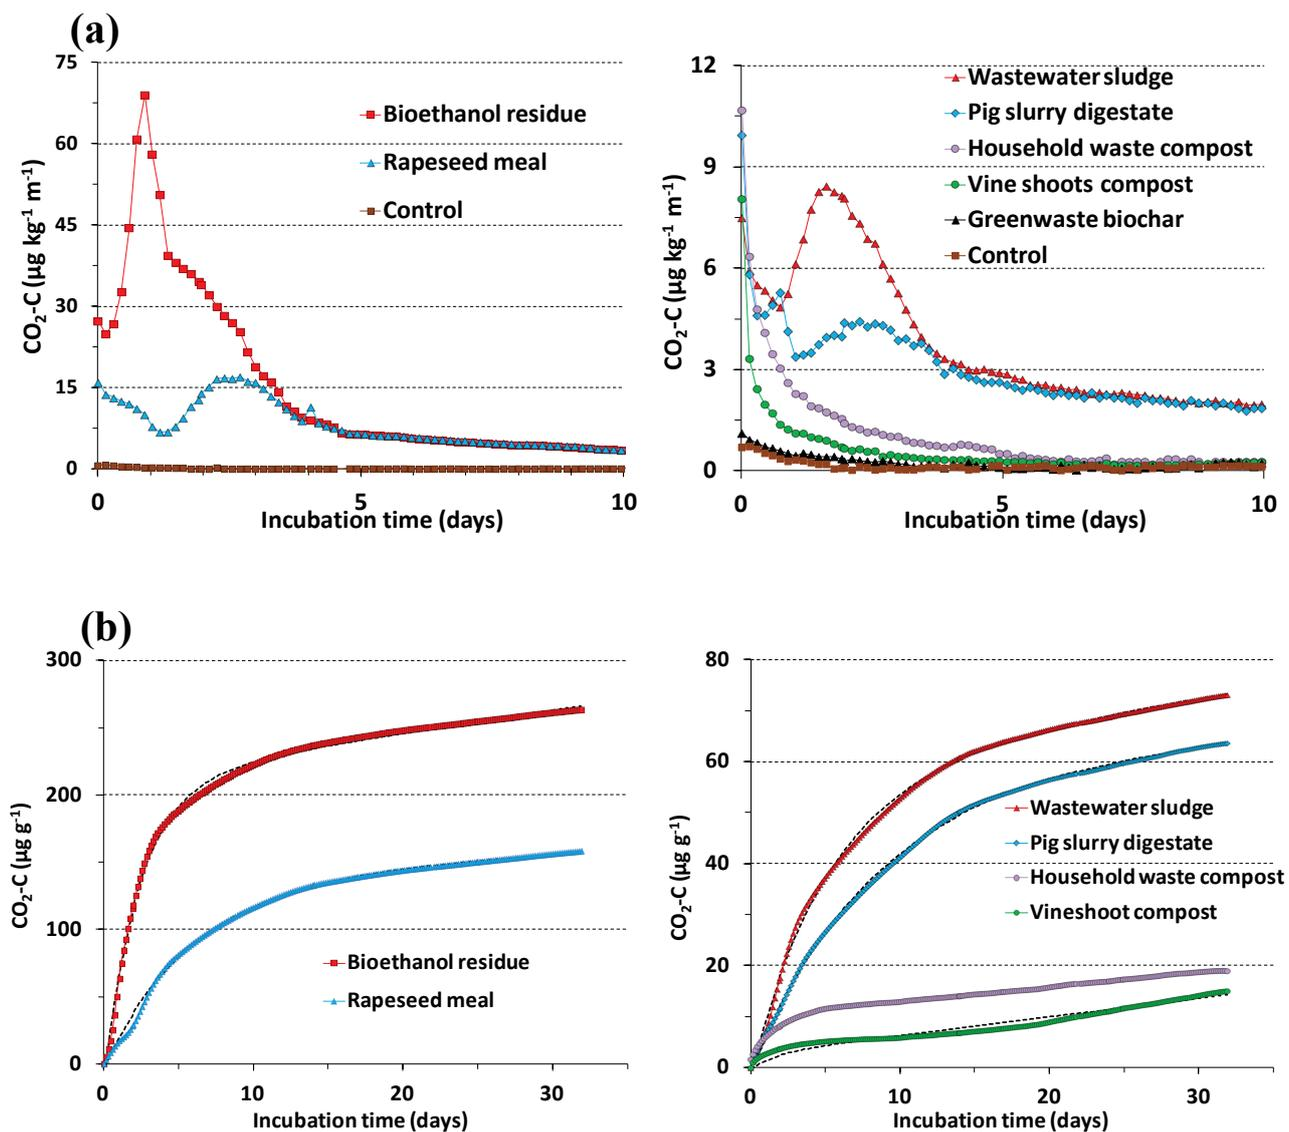 (a)
75
60
45
30
15
0
CO2-C (µg kg-1 m-1)
Bioethanol residue
Rapeseed meal
Control
0 5 10
Incubation time (days)
12
9
6
3
0
CO2-C (µg kg-1 m-1)
Wastewater sludge
Pig slurry digestate
Household waste compost
Vine shoots compost
Greenwaste biochar
Control
0 5 10
Incubation time (days)
(b)
300
200
100
0
CO2-C (µg g-1)
Bioethanol residue
Rapeseed meal
0 10 20 30
Incubation time (days)
80
60
40
20
0
CO2-C (µg g-1)
Wastewater sludge
Pig slurry digestate
Household waste compost
Vineshoot compost
0 10 20 30
Incubation time (days)